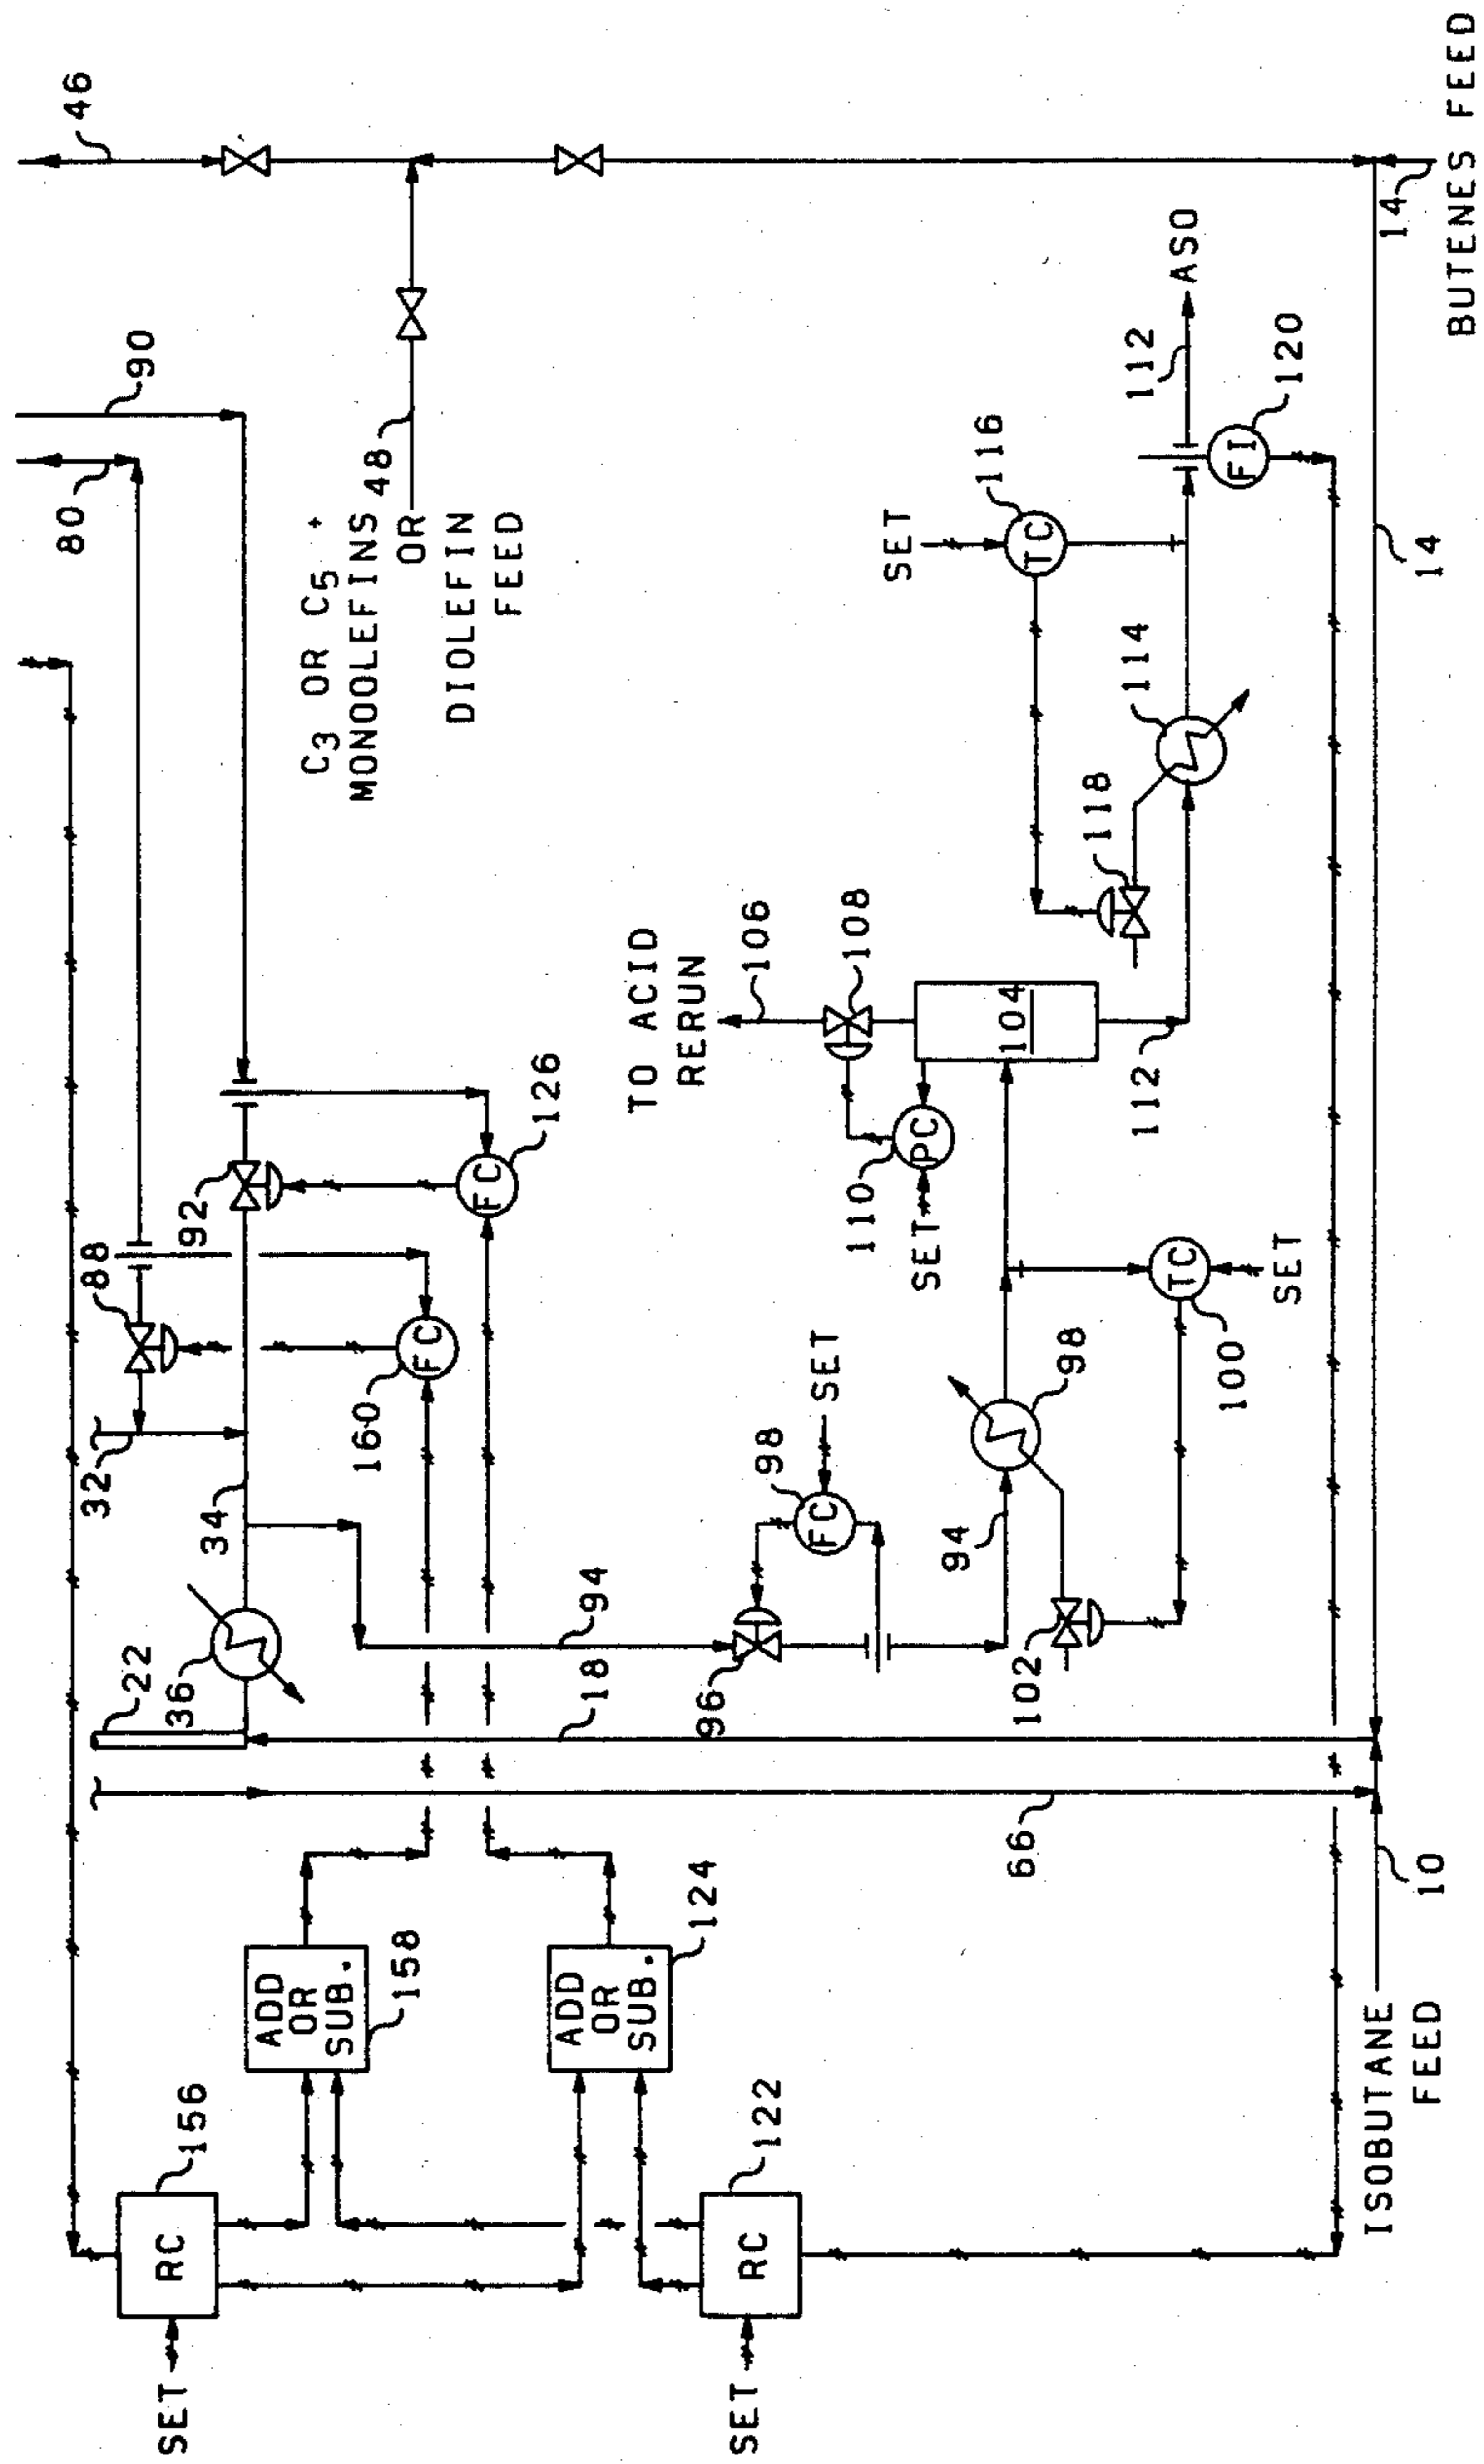 46
90
80
C3 OR C5 +
MONOOLEFINS 48
OR
DIOLEFIN
FEED
14
BUTENES FEED
ASO
112
120
FI
116
SET
TC
14
114
118
TO ACID
RERUN
106
108
104
112
110
PC
SET
126
FC
92
88
160
FC
32
34
98
FC
SET
98
94
100
TC
SET
102
96
94
18
22
36
66
10
ISOBUTANE
FEED
ADD
OR
SUB.
158
ADD
OR
SUB.
124
156
RC
SET
122
RC
SET